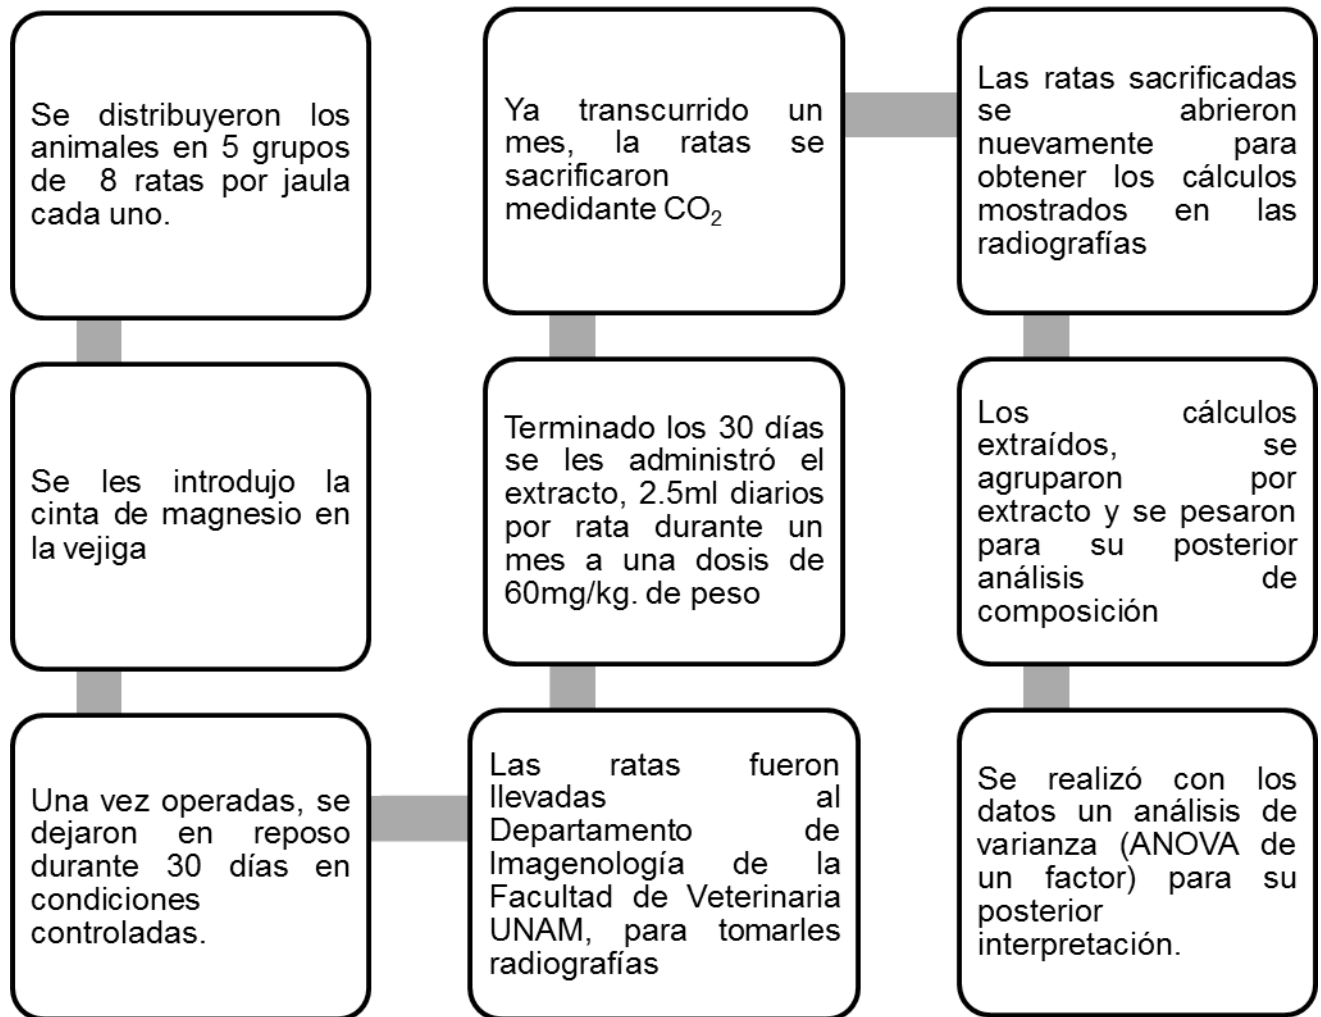 Se distribuyeron los
animales en 5 grupos
de 8 ratas por jaula
cada uno.
Se les introdujo la
cinta de magnesio en
la vejiga
Una vez operadas, se
dejaron en reposo
durante 30 días en
condiciones
controladas.
Las ratas fueron
llevadas al
Departamento de
Imagenología de la
Facultad de Veterinaria
UNAM, para tomarles
radiografías
Terminado los 30 días
se les administró el
extracto, 2.5ml diarios
por rata durante un
mes a una dosis de
60mg/kg. de peso
Ya transcurrido un
mes, la ratas se
sacrificaron
medidante CO₂
Las ratas sacrificadas
se abrieron
nuevamente para
obtener los cálculos
mostrados en las
radiografías
Los cálculos
extraídos, se
agruparon por
extracto y se pesaron
para su posterior
análisis de
composición
Se realizó con los
datos un análisis de
varianza (ANOVA de
un factor) para su
posterior
interpretación.